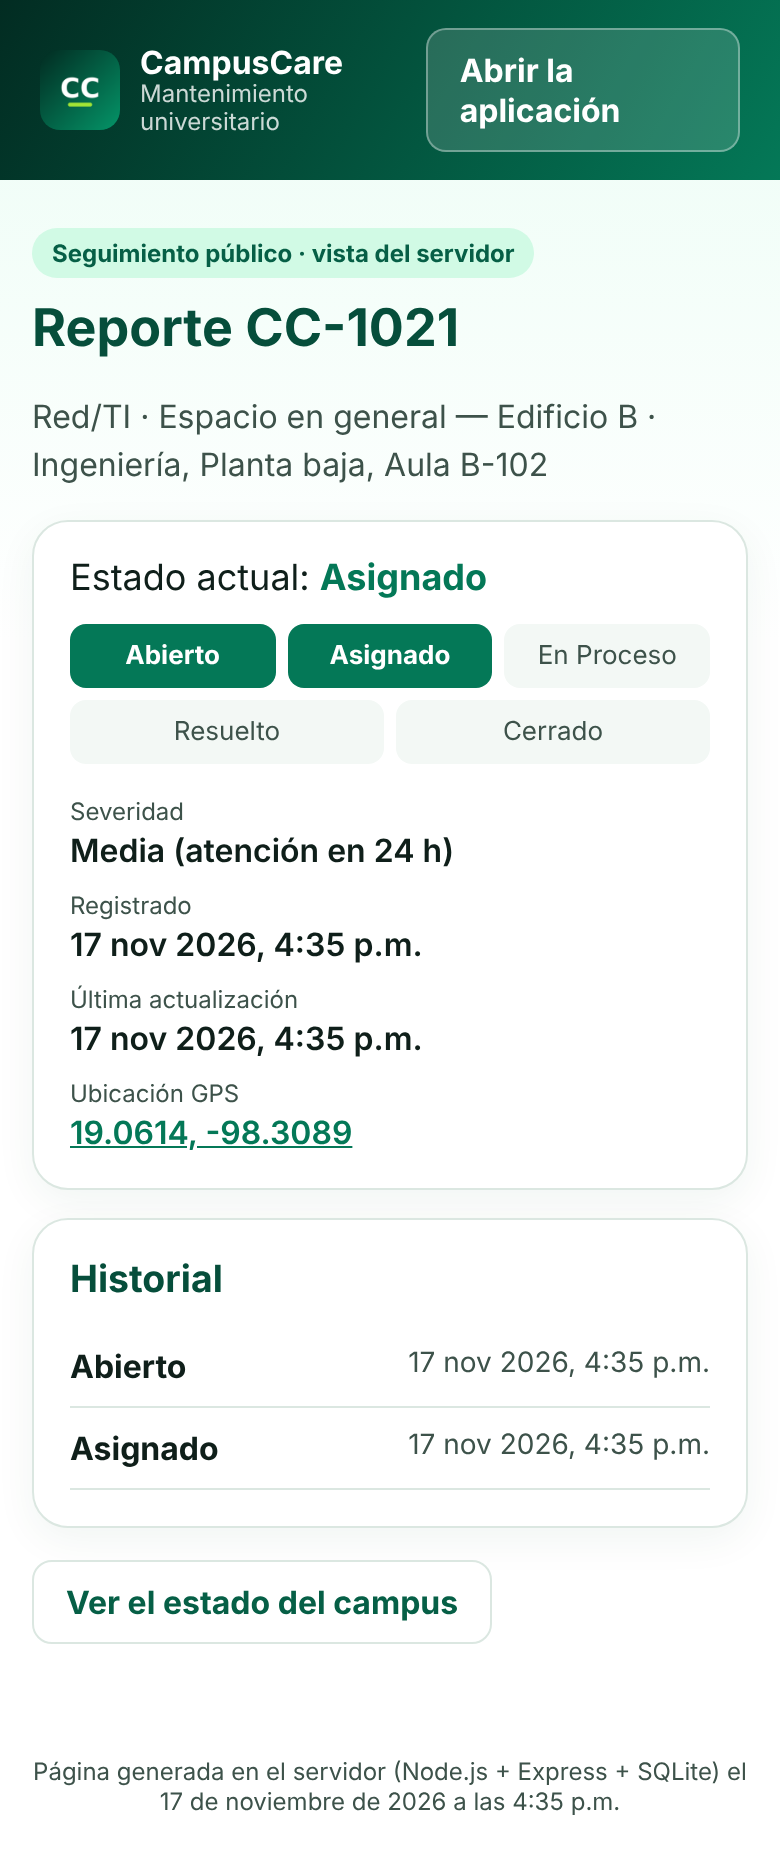 CC
CampusCare
Mantenimiento
universitario
Abrir la
aplicación
Seguimiento público · vista del servidor
Reporte CC-1021
Red/TI · Espacio en general — Edificio B ·
Ingeniería, Planta baja, Aula B-102
Estado actual: Asignado
Abierto
Asignado
En Proceso
Resuelto
Cerrado
Severidad
Media (atención en 24 h)
Registrado
17 nov 2026, 4:35 p.m.
Última actualización
17 nov 2026, 4:35 p.m.
Ubicación GPS
19.0614, -98.3089
Historial
Abierto 17 nov 2026, 4:35 p.m.
Asignado 17 nov 2026, 4:35 p.m.
Ver el estado del campus
Página generada en el servidor (Node.js + Express + SQLite) el
17 de noviembre de 2026 a las 4:35 p.m.